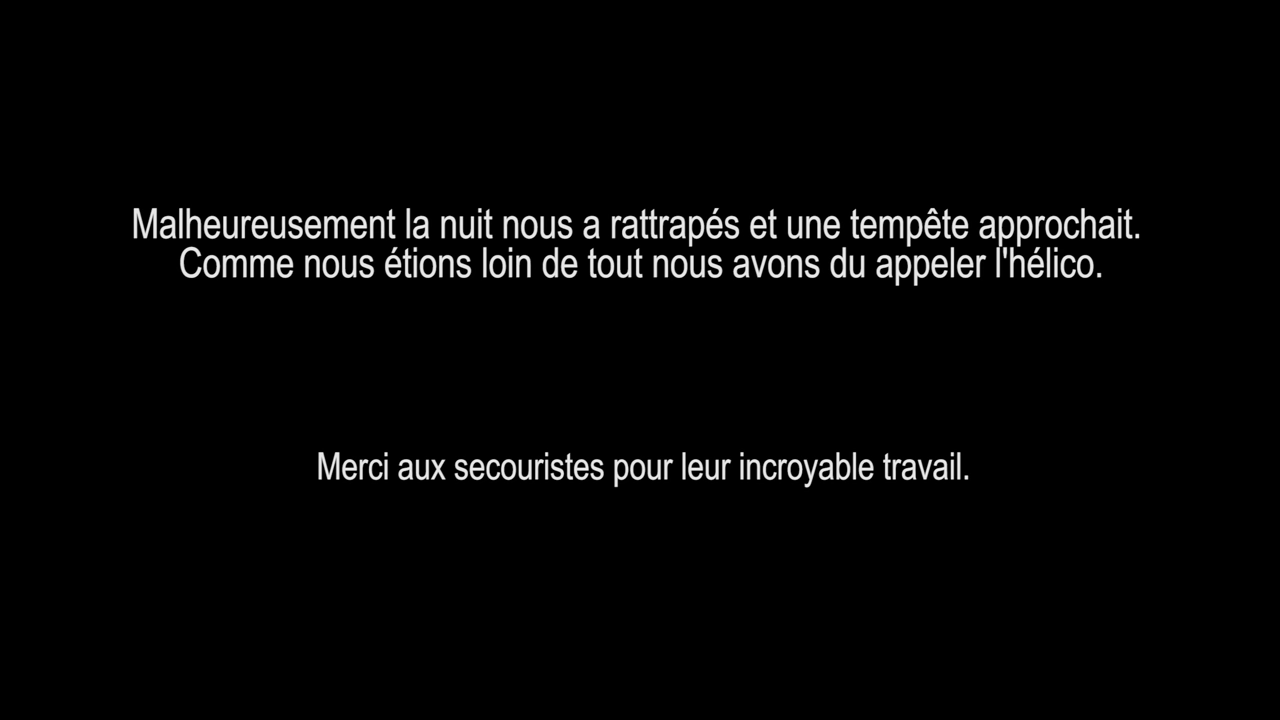 Malheureusement la nuit nous a rattrapés et une tempête approchait.
Comme nous étions loin de tout nous avons du appeler l'hélico.
Merci aux secouristes pour leur incroyable travail.